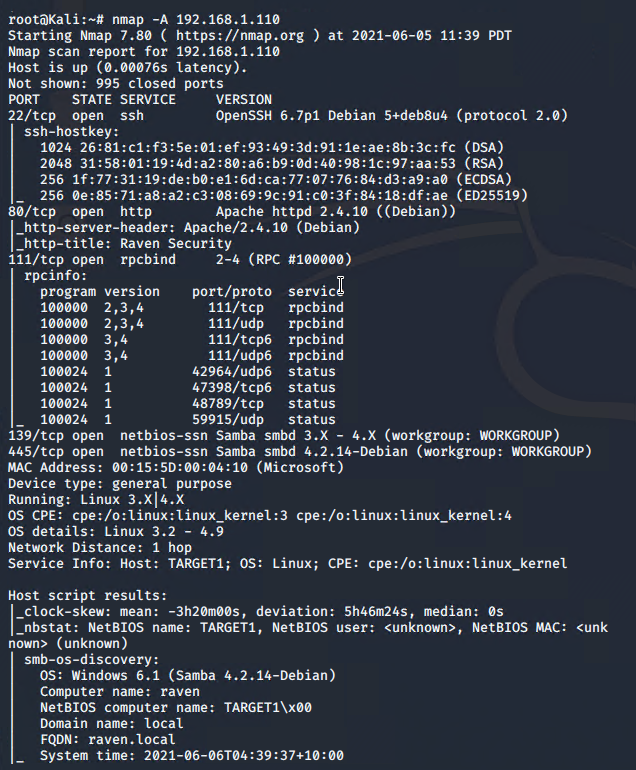 root@Kali:~# nmap -A 192.168.1.110
Starting Nmap 7.80 ( https://nmap.org ) at 2021-06-05 11:39 PDT
Nmap scan report for 192.168.1.110
Host is up (0.00076s latency).
Not shown: 995 closed ports
PORT    STATE SERVICE     VERSION
22/tcp  open  ssh         OpenSSH 6.7p1 Debian 5+deb8u4 (protocol 2.0)
| ssh-hostkey:
|   1024 26:81:c1:f3:5e:01:ef:93:49:3d:91:1e:ae:8b:3c:fc (DSA)
|   2048 31:58:01:19:4d:a2:80:a6:b9:0d:40:98:1c:97:aa:53 (RSA)
|   256 1f:77:31:19:de:b0:e1:6d:ca:77:07:76:84:d3:a9:a0 (ECDSA)
|_  256 0e:85:71:a8:a2:c3:08:69:9c:91:c0:3f:84:18:df:ae (ED25519)
80/tcp  open  http        Apache httpd 2.4.10 ((Debian))
|_http-server-header: Apache/2.4.10 (Debian)
|_http-title: Raven Security
111/tcp open  rpcbind     2-4 (RPC #100000)
| rpcinfo:
|   program version    port/proto  service
|   100000  2,3,4        111/tcp   rpcbind
|   100000  2,3,4        111/udp   rpcbind
|   100000  3,4          111/tcp6  rpcbind
|   100000  3,4          111/udp6  rpcbind
|   100024  1          42964/udp6  status
|   100024  1          47398/tcp6  status
|   100024  1          48789/tcp   status
|_  100024  1          59915/udp   status
139/tcp open  netbios-ssn Samba smbd 3.X - 4.X (workgroup: WORKGROUP)
445/tcp open  netbios-ssn Samba smbd 4.2.14-Debian (workgroup: WORKGROUP)
MAC Address: 00:15:5D:00:04:10 (Microsoft)
Device type: general purpose
Running: Linux 3.X|4.X
OS CPE: cpe:/o:linux:linux_kernel:3 cpe:/o:linux:linux_kernel:4
OS details: Linux 3.2 - 4.9
Network Distance: 1 hop
Service Info: Host: TARGET1; OS: Linux; CPE: cpe:/o:linux:linux_kernel

Host script results:
|_clock-skew: mean: -3h20m00s, deviation: 5h46m24s, median: 0s
|_nbstat: NetBIOS name: TARGET1, NetBIOS user: <unknown>, NetBIOS MAC: <unk
nown> (unknown)
| smb-os-discovery:
|   OS: Windows 6.1 (Samba 4.2.14-Debian)
|   Computer name: raven
|   NetBIOS computer name: TARGET1\x00
|   Domain name: local
|   FQDN: raven.local
|_  System time: 2021-06-06T04:39:37+10:00